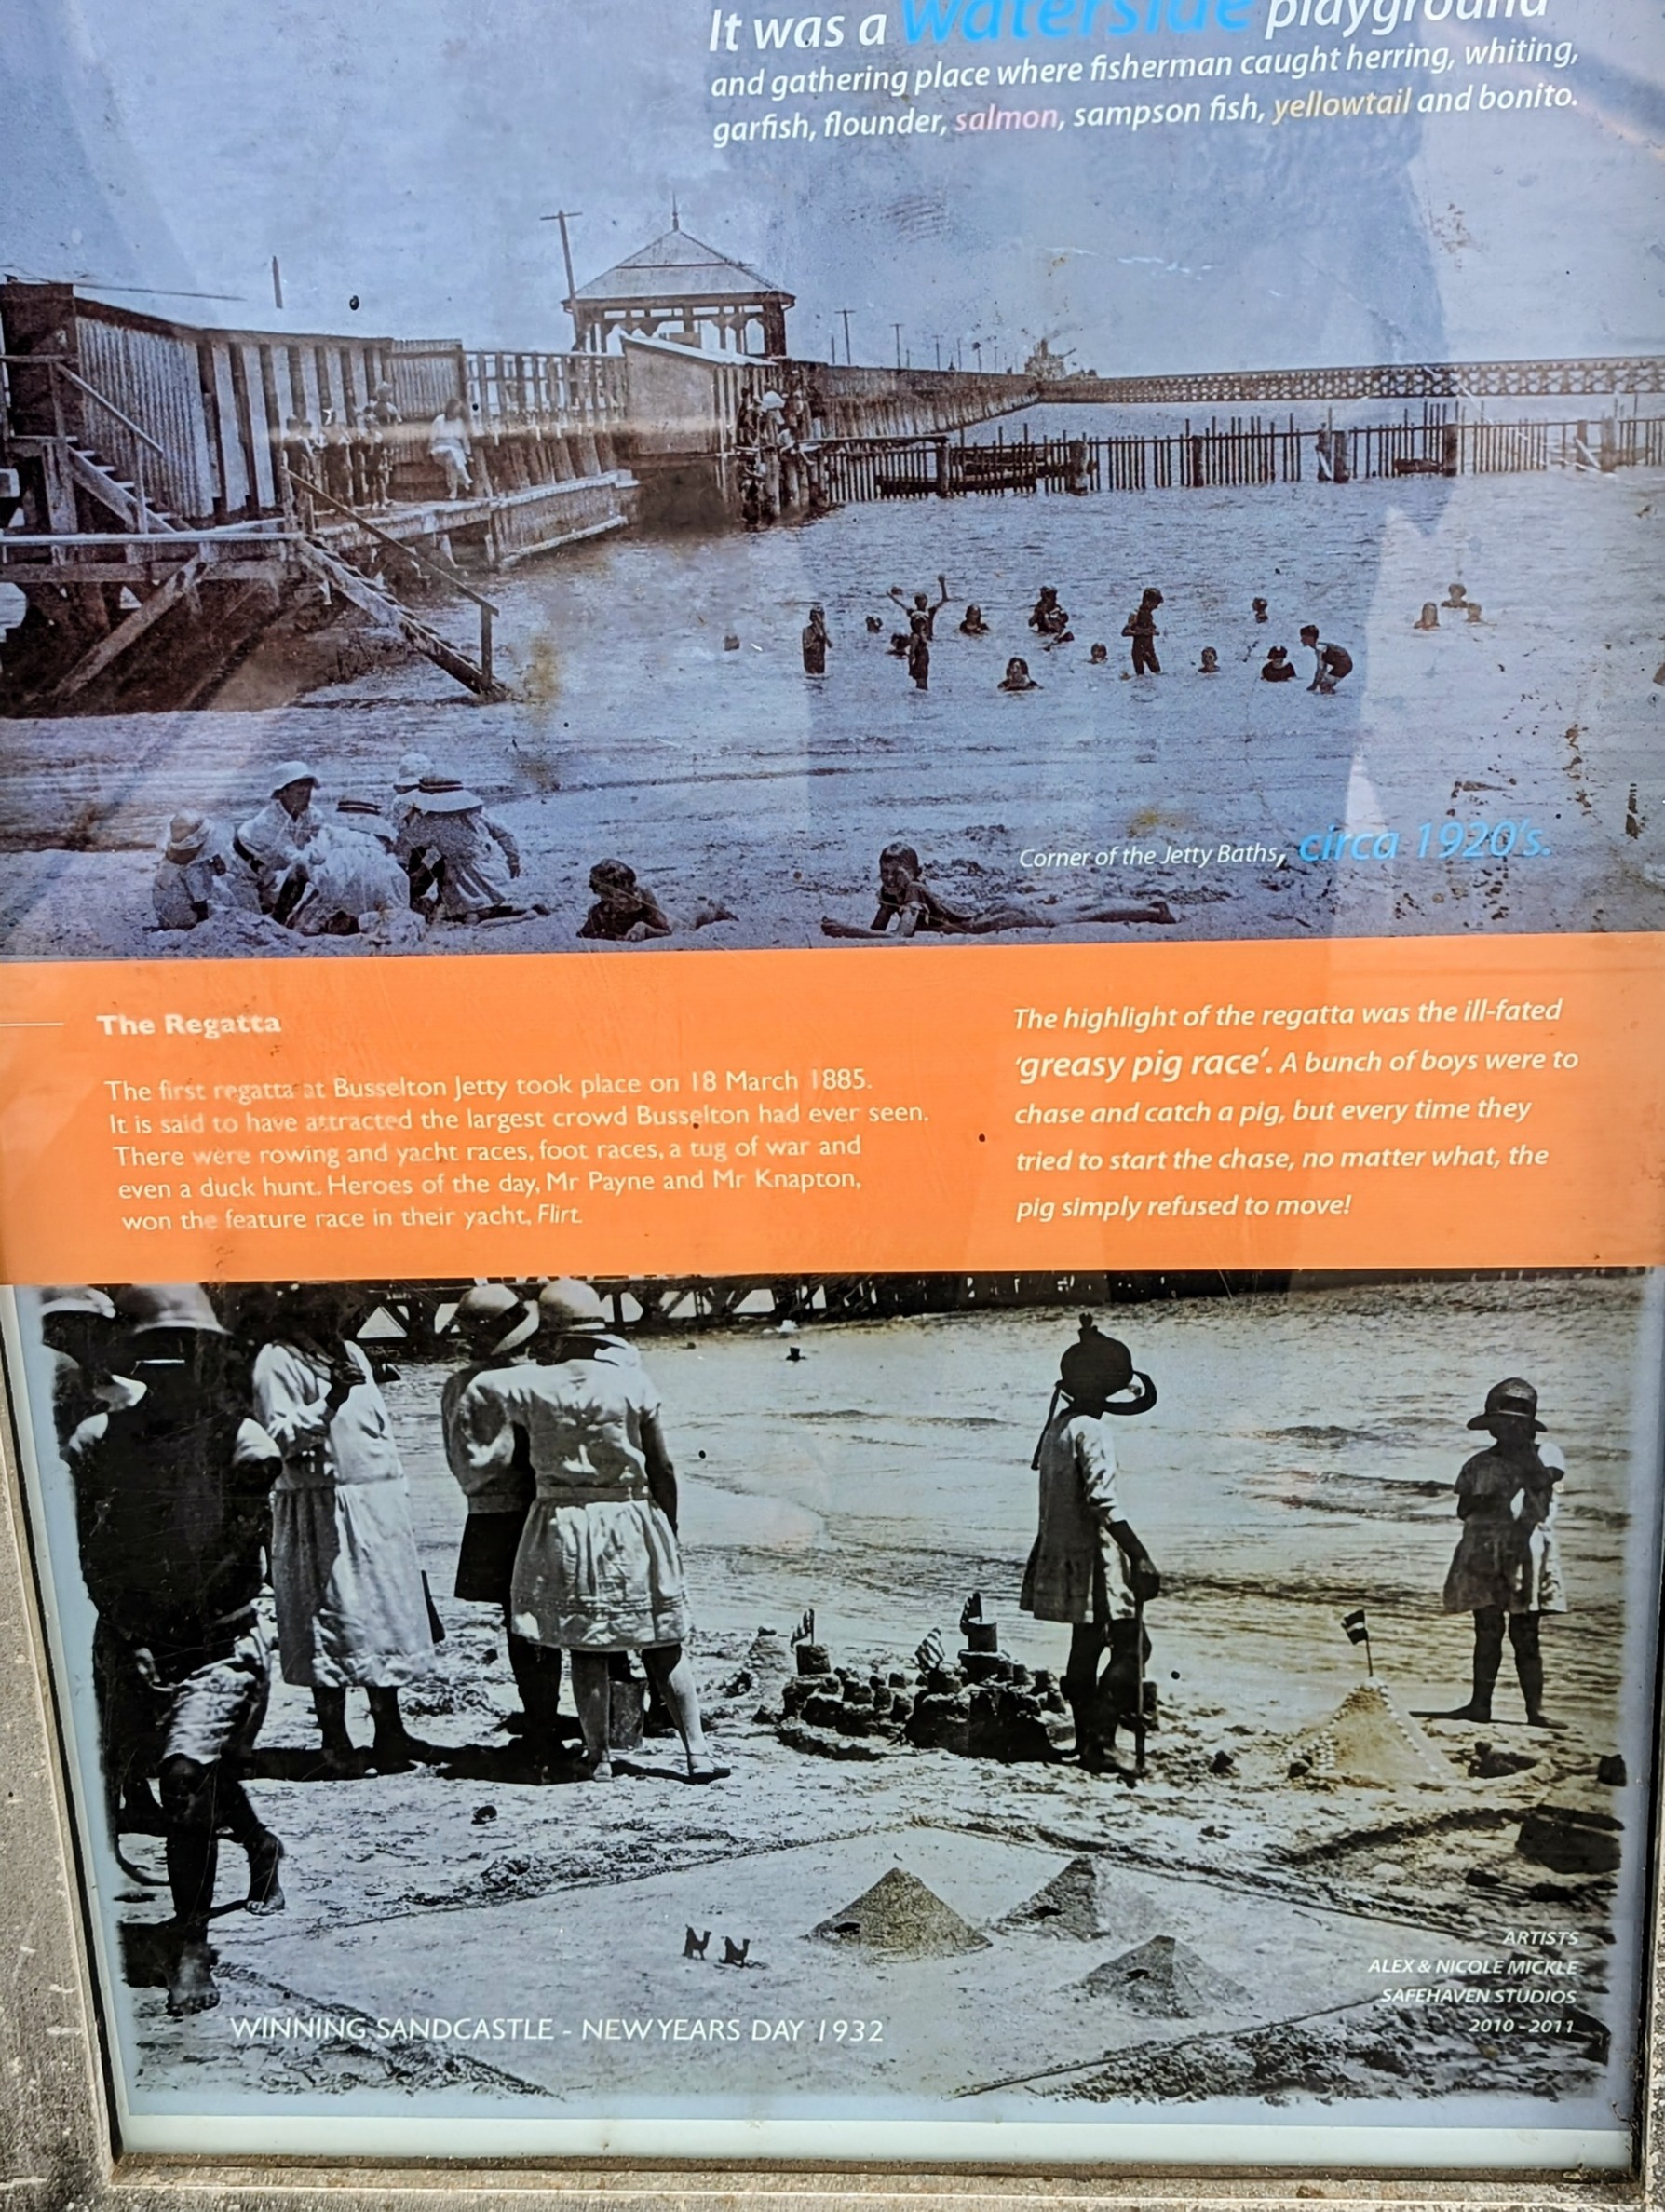 It was a waterside playground
and gathering place where fisherman caught herring, whiting,
garfish, flounder, salmon, sampson fish, yellowtail and bonito.
Corner of the Jetty Baths, circa 1920's.
The Regatta
The first regatta at Busselton Jetty took place on 18 March 1885.
It is said to have attracted the largest crowd Busselton had ever seen.
There were rowing and yacht races, foot races, a tug of war and
even a duck hunt. Heroes of the day, Mr Payne and Mr Knapton,
won the feature race in their yacht, Flirt.
The highlight of the regatta was the ill-fated
'greasy pig race'. A bunch of boys were to
chase and catch a pig, but every time they
tried to start the chase, no matter what, the
pig simply refused to move!
WINNING SANDCASTLE - NEW YEARS DAY 1932
ARTISTS
ALEX & NICOLE MICKLE
SAFEHAVEN STUDIOS
2010 - 2011